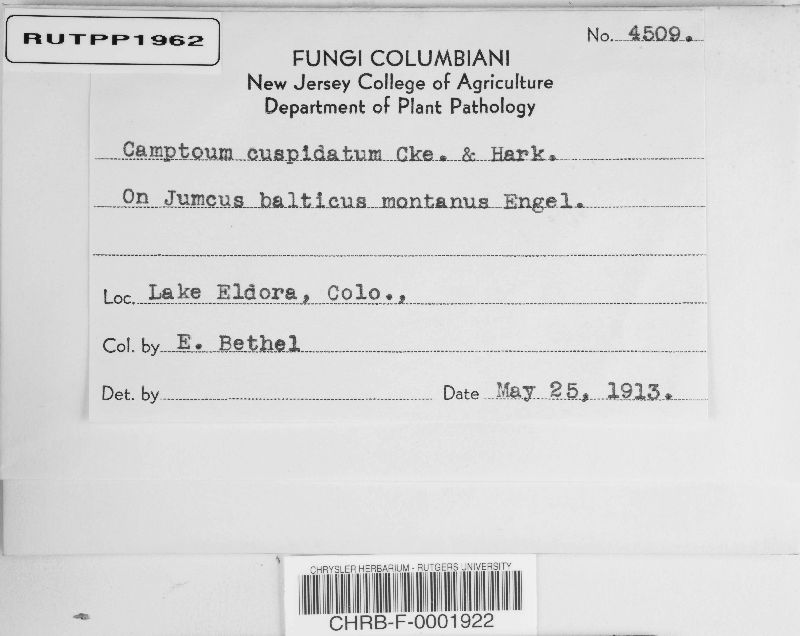 RUTPP1962
No. 4509.
FUNGI COLUMBIANI
New Jersey College of Agriculture
Department of Plant Pathology
Camptoum cuspidatum Cke. & Hark.
On Jumcus balticus montanus Engel.
Loc. Lake Eldora, Colo.,
Col. by E. Bethel
Det. by
Date May 25, 1913.
CHRYSLER HERBARIUM - RUTGERS UNIVERSITY
CHRB-F-0001922